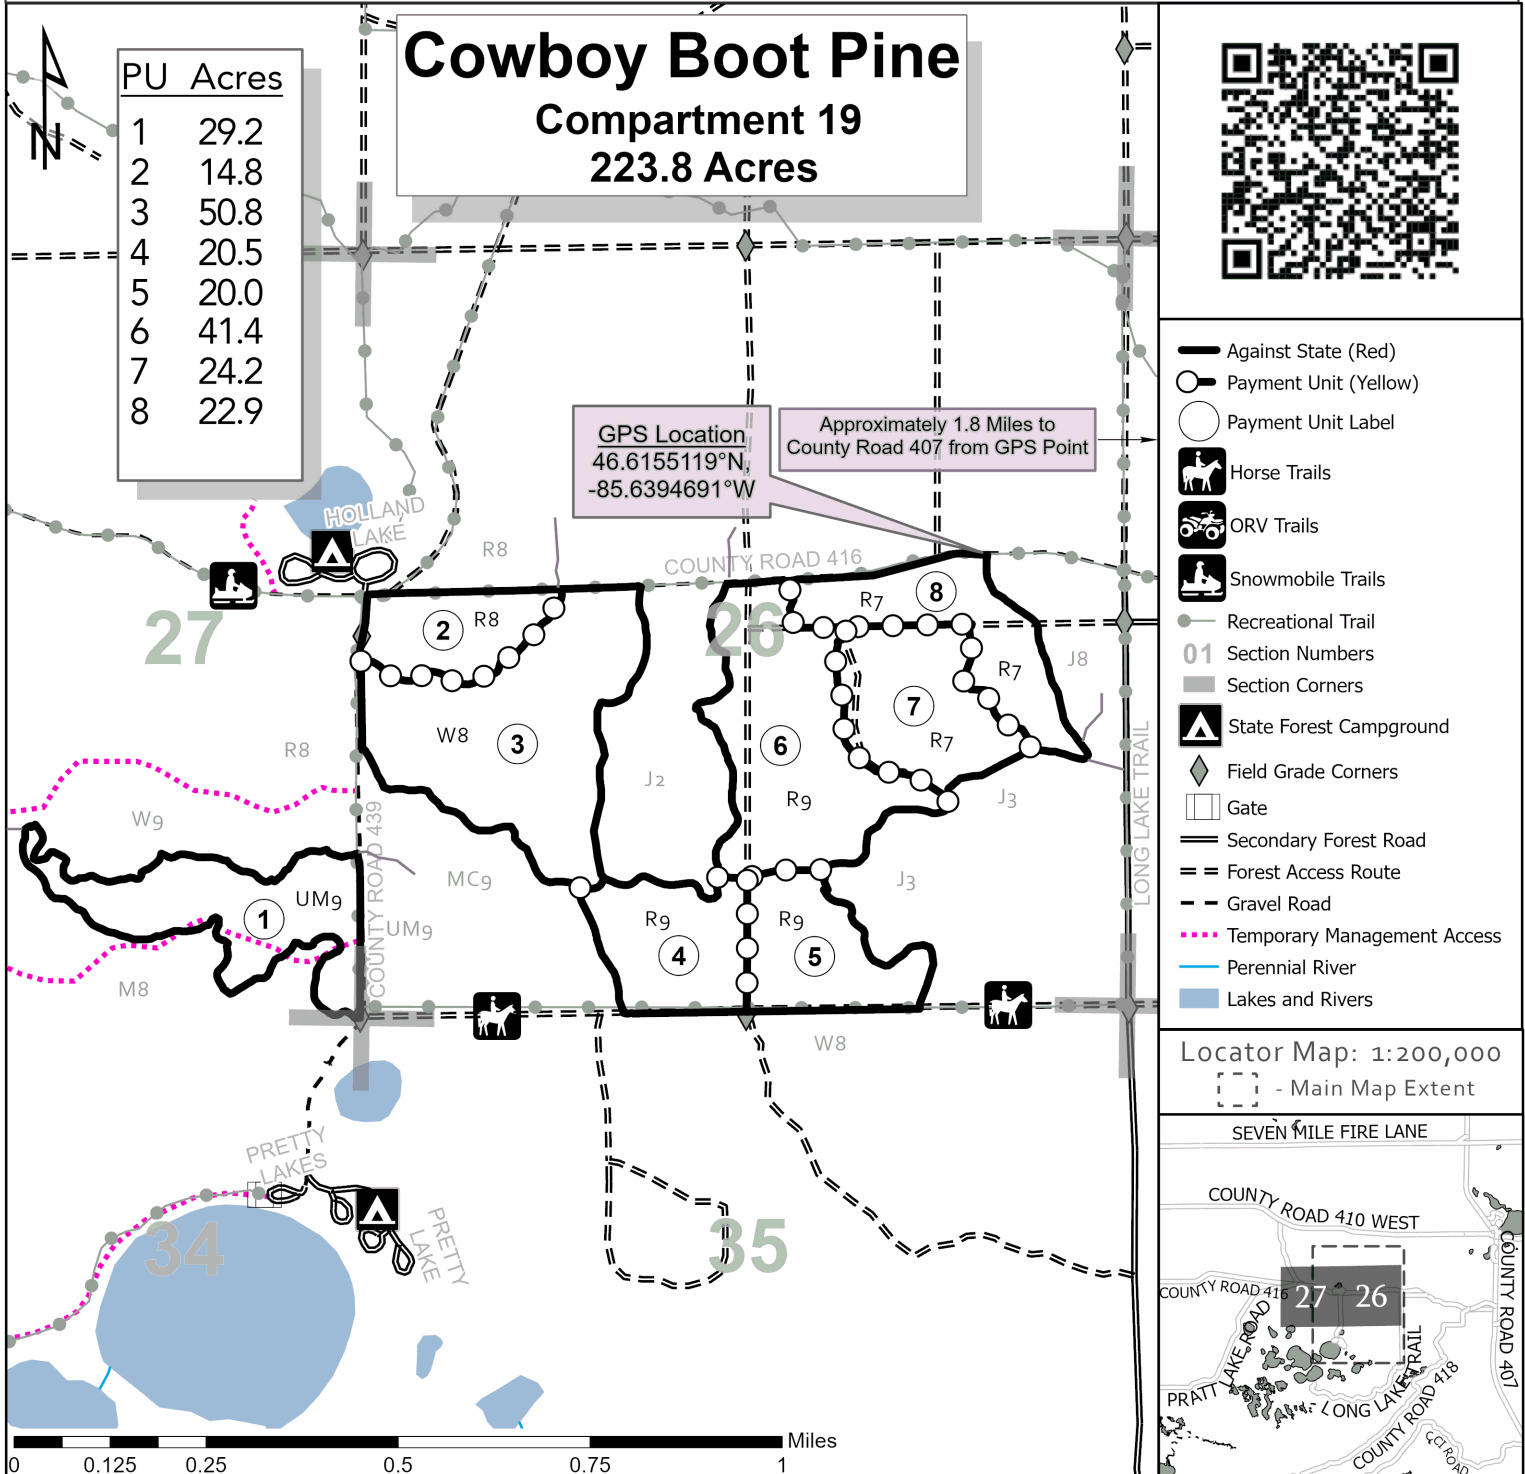 Cowboy Boot Pine
Compartment 19
223.8 Acres
N
PU Acres
1 29.2
2 14.8
3 50.8
4 20.5
5 20.0
6 41.4
7 24.2
8 22.9
GPS Location
46.6155119°N,
-85.6394691°W
Approximately 1.8 Miles to
County Road 407 from GPS Point
HOLLAND
LAKE
R8
COUNTY ROAD 416
27
26
2
R8
R7
8
J8
R7
W8
3
7
6
R7
R8
J2
R9
J3
W9
COUNTY ROAD 439
LONG LAKE TRAIL
MC9
J3
UM9
1
UM9
R9
4
R9
5
M8
W8
PRETTY
LAKES
PRETTY
LAKE
34
35
Miles
0 0.125 0.25 0.5 0.75 1
Against State (Red)
Payment Unit (Yellow)
Payment Unit Label
Horse Trails
ORV Trails
Snowmobile Trails
Recreational Trail
01 Section Numbers
Section Corners
State Forest Campground
Field Grade Corners
Gate
Secondary Forest Road
Forest Access Route
Gravel Road
Temporary Management Access
Perennial River
Lakes and Rivers
Locator Map: 1:200,000
- Main Map Extent
SEVEN MILE FIRE LANE
COUNTY ROAD 410 WEST
COUNTY ROAD 416
27 26
COUNTY ROAD 407
PRATT LAKE ROAD
LONG LAKE TRAIL
COUNTY ROAD 418